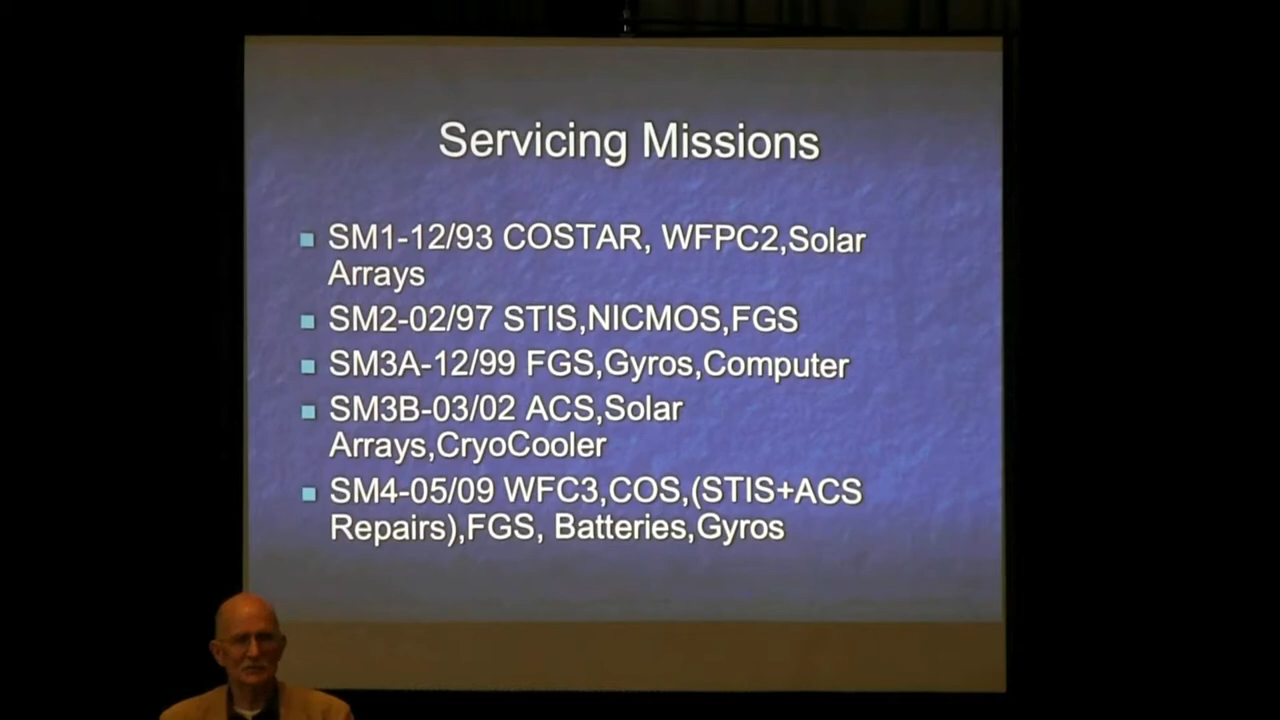 Servicing Missions
SM1-12/93 COSTAR, WFPC2,Solar
Arrays
SM2-02/97 STIS,NICMOS,FGS
SM3A-12/99 FGS,Gyros,Computer
SM3B-03/02 ACS,Solar
Arrays,CryoCooler
SM4-05/09 WFC3,COS,(STIS+ACS
Repairs),FGS, Batteries,Gyros